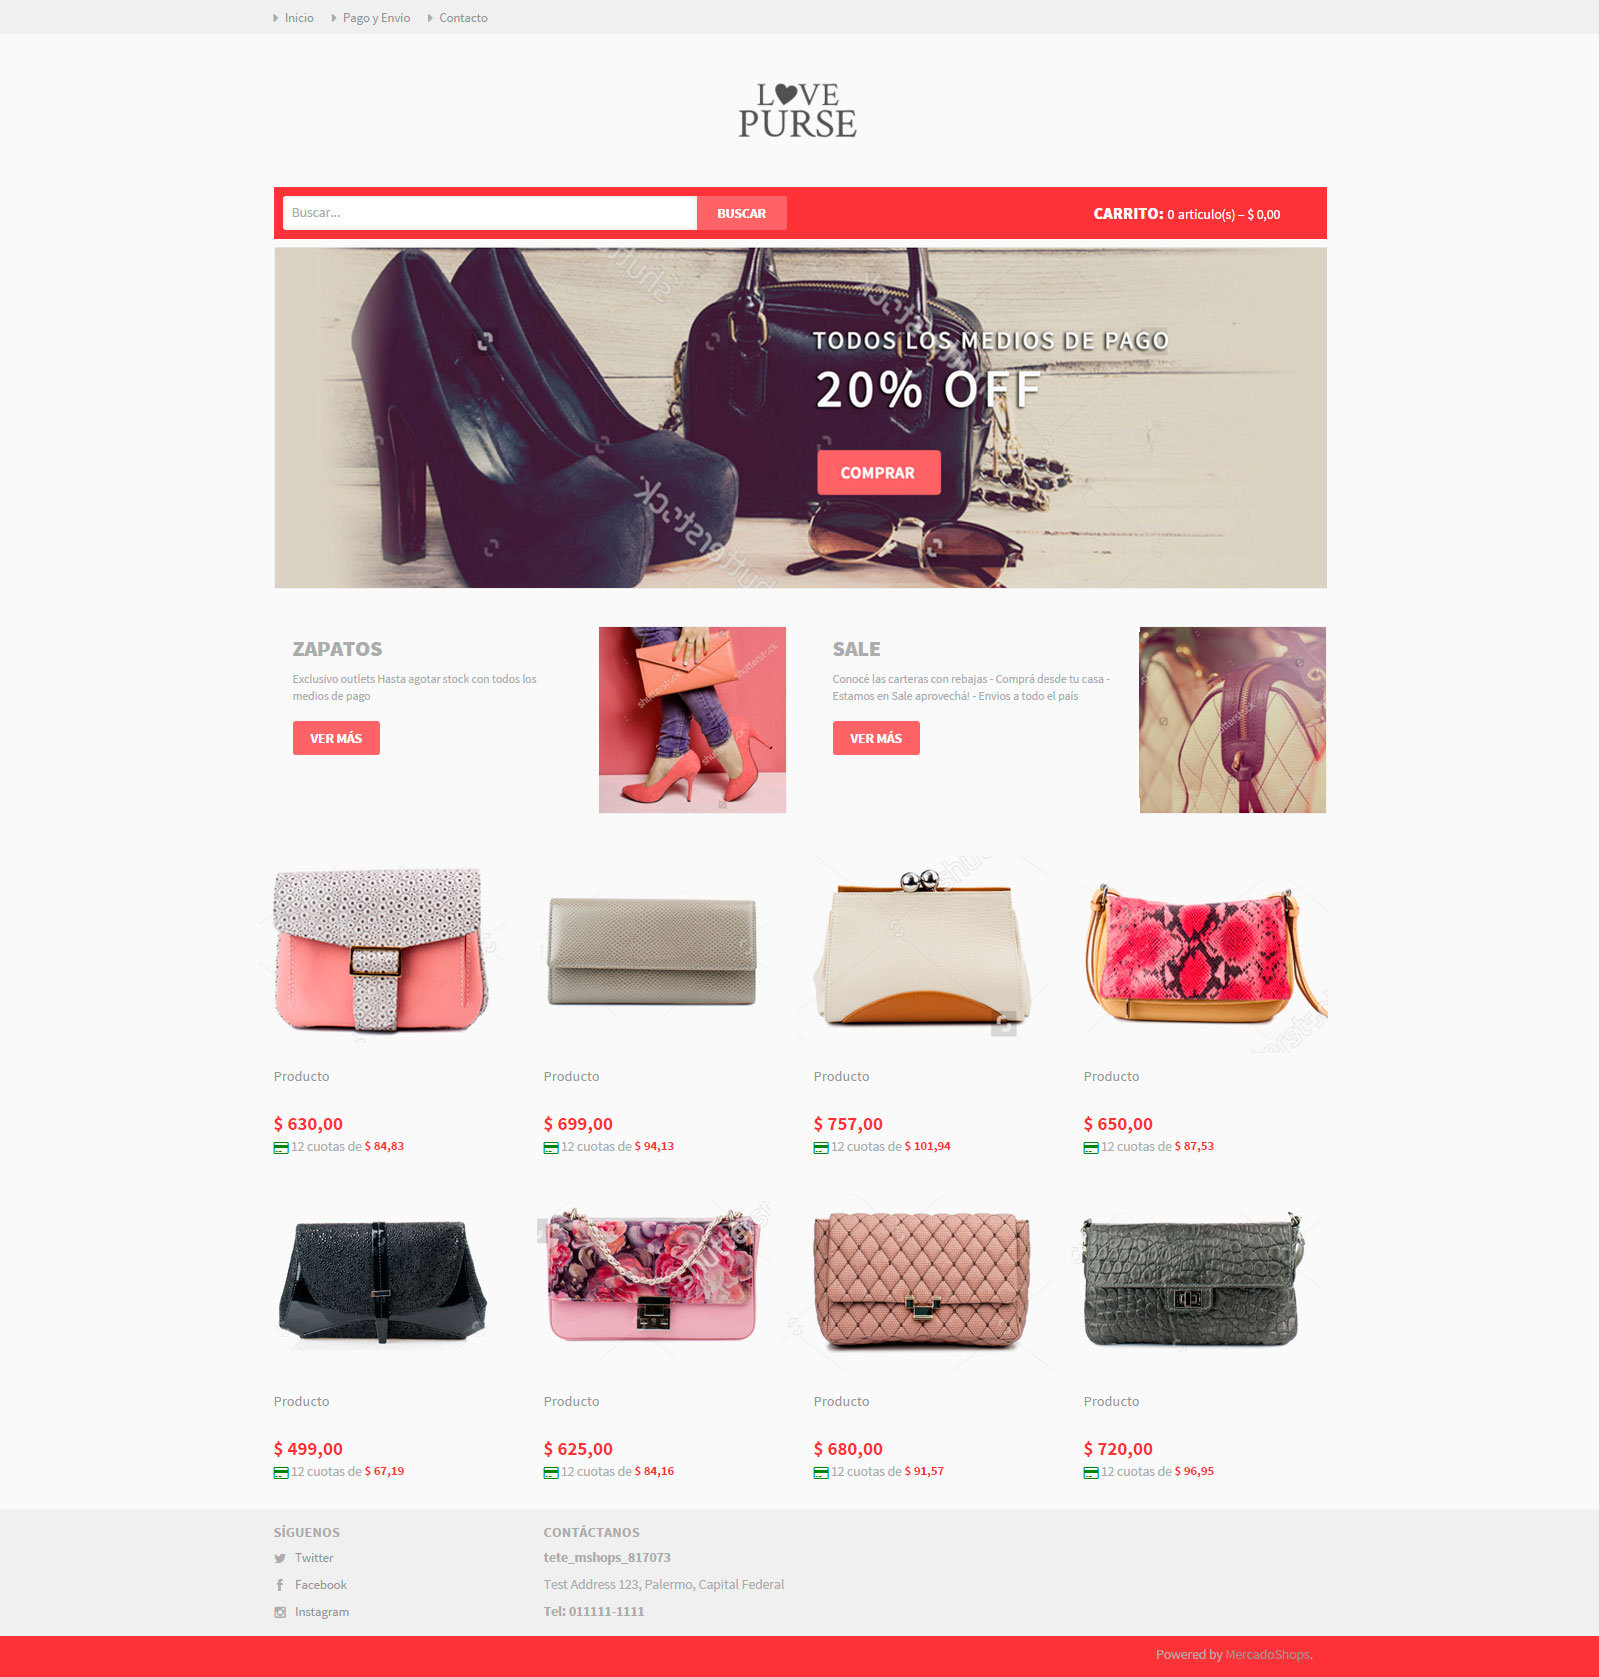 Inicio
Pago y Envío
Contacto
LOVE
PURSE
Buscar...
BUSCAR
CARRITO: 0 artículo(s) – $ 0,00
TODOS LOS MEDIOS DE PAGO
20% OFF
COMPRAR
ZAPATOS
Exclusivo outlets Hasta agotar stock con todos los
medios de pago
VER MÁS
shutterstock
shutterstock
SALE
Conocé las carteras con rebajas - Comprá desde tu casa -
Estamos en Sale aprovechá! - Envios a todo el país
VER MÁS
Producto
$ 630,00
12 cuotas de $ 84,83
Producto
$ 699,00
12 cuotas de $ 94,13
Producto
$ 757,00
12 cuotas de $ 101,94
Producto
$ 650,00
12 cuotas de $ 87,53
Producto
$ 499,00
12 cuotas de $ 67,19
Producto
$ 625,00
12 cuotas de $ 84,16
Producto
$ 680,00
12 cuotas de $ 91,57
Producto
$ 720,00
12 cuotas de $ 96,95
SÍGUENOS
Twitter
Facebook
Instagram
CONTÁCTANOS
tete_mshops_817073
Test Address 123, Palermo, Capital Federal
Tel: 011111-1111
Powered by MercadoShops.